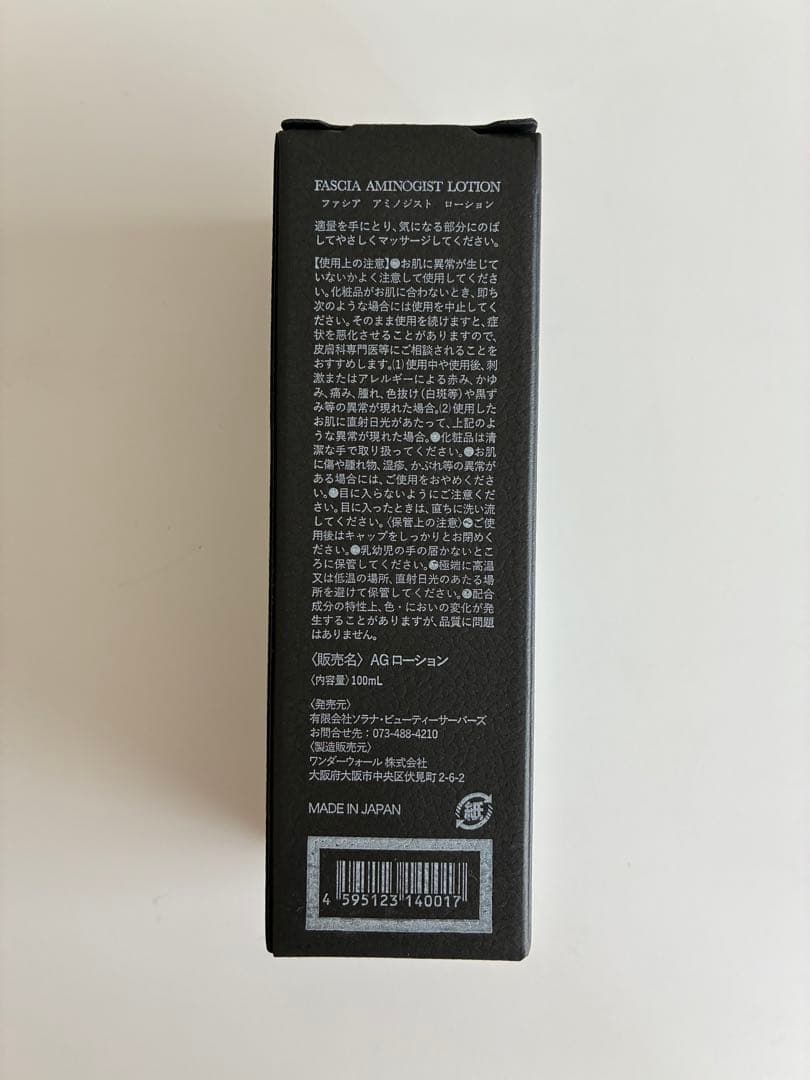 FASCIA AMINOGIST LOTION
ファシア アミノジスト ローション
適量を手にとり、気になる部分にのば
してやさしくマッサージしてください。
【使用上の注意】●お肌に異常が生じて
いないかよく注意して使用してくださ
い。化粧品がお肌に合わないとき、即ち
次のような場合には使用を中止してく
ださい。そのまま使用を続けますと、症
状を悪化させることがありますので、
皮膚科専門医等にご相談されることを
おすすめします。(1)使用中や使用後、刺
激またはアレルギーによる赤み、かゆ
み、痛み、腫れ、色抜け(白斑等)や黒ず
み等の異常が現れた場合。(2)使用した
お肌に直射日光があたって、上記のよ
うな異常が現れた場合。●化粧品は清
潔な手で取り扱ってください。●お肌
に傷や腫れ物、湿疹、かぶれ等の異常が
ある場合には、ご使用をおやめくださ
い。●目に入らないようにご注意くだ
さい。目に入ったときは、直ちに洗い流
してください。〈保管上の注意〉●ご使
用後はキャップをしっかりとお閉めく
ださい。●乳幼児の手の届かないとこ
ろに保管してください。●極端に高温
又は低温の場所、直射日光のあたる場
所を避けて保管してください。●配合
成分の特性上、色・においの変化が発
生することがありますが、品質に問題
はありません。
〈販売名〉 AGローション
〈内容量〉100mL
〈発売元〉
有限会社ソラナ・ビューティーサーバーズ
お問合せ先:073-488-4210
〈製造販売元〉
ワンダーウォール株式会社
大阪府大阪市中央区伏見町2-6-2
MADE IN JAPAN
紙
4 595123 140017